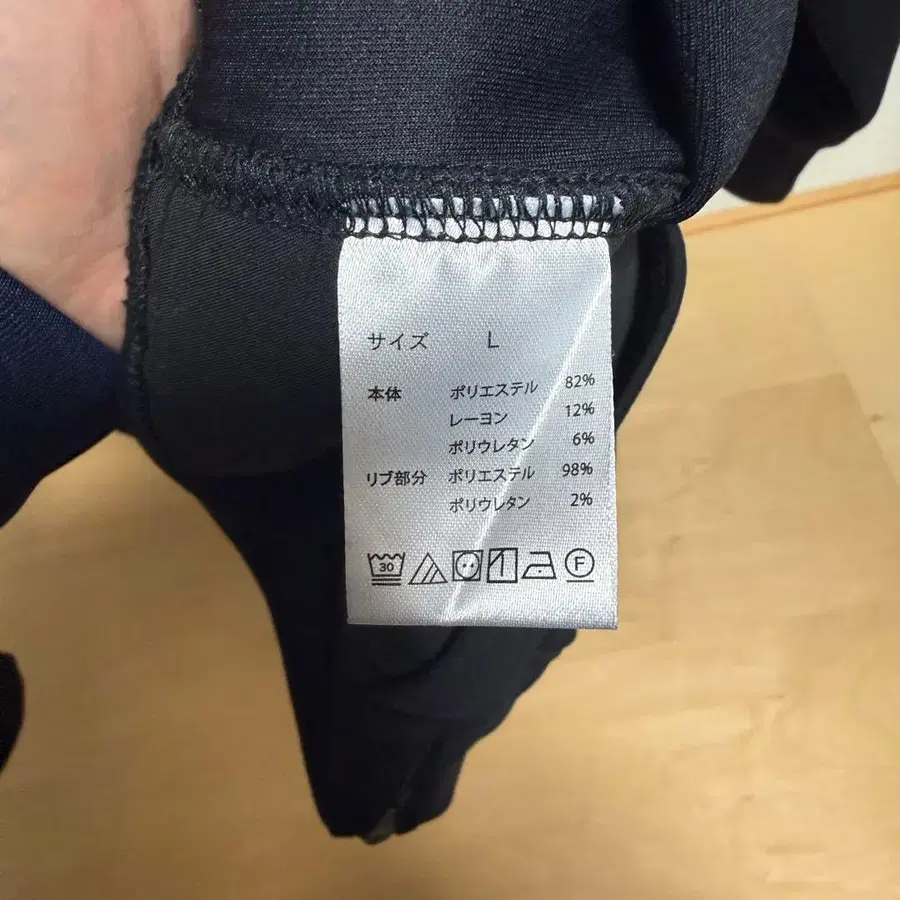 サイズ L
本体 ポリエステル 82%
レーヨン 12%
ポリウレタン 6%
リブ部分 ポリエステル 98%
ポリウレタン 2%
30 F